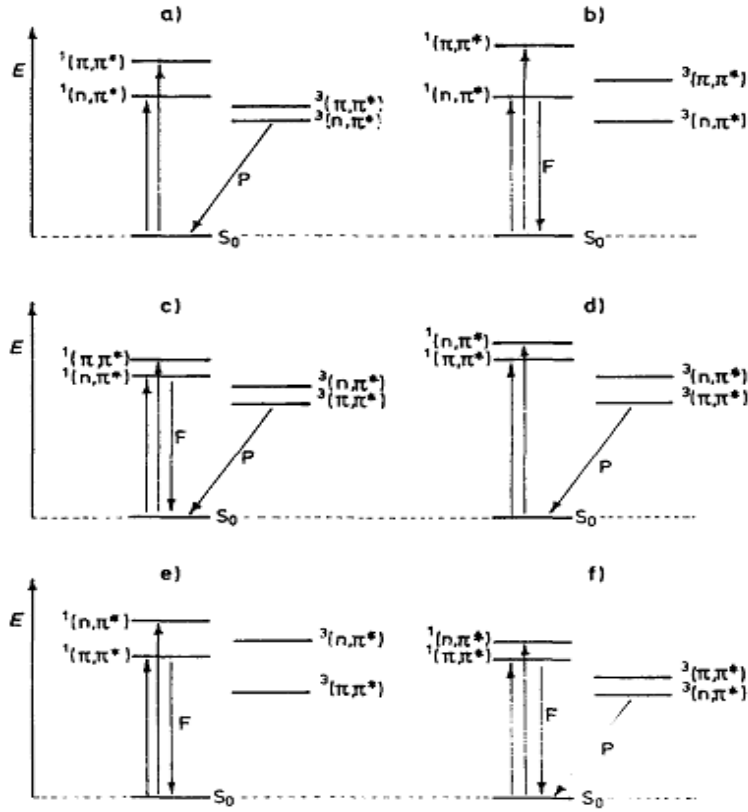 a) b)
E
¹(π,π*)
¹(n,π*)
³(π,π*)
³(n,π*)
P
S₀
¹(π,π*)
¹(n,π*)
³(π,π*)
³(n,π*)
F
S₀
c) d)
E
¹(π,π*)
¹(n,π*)
³(n,π*)
³(π,π*)
F
P
S₀
¹(n,π*)
¹(π,π*)
³(n,π*)
³(π,π*)
P
S₀
e) f)
E
¹(n,π*)
¹(π,π*)
³(n,π*)
³(π,π*)
F
S₀
¹(n,π*)
¹(π,π*)
³(π,π*)
³(n,π*)
F
P
S₀